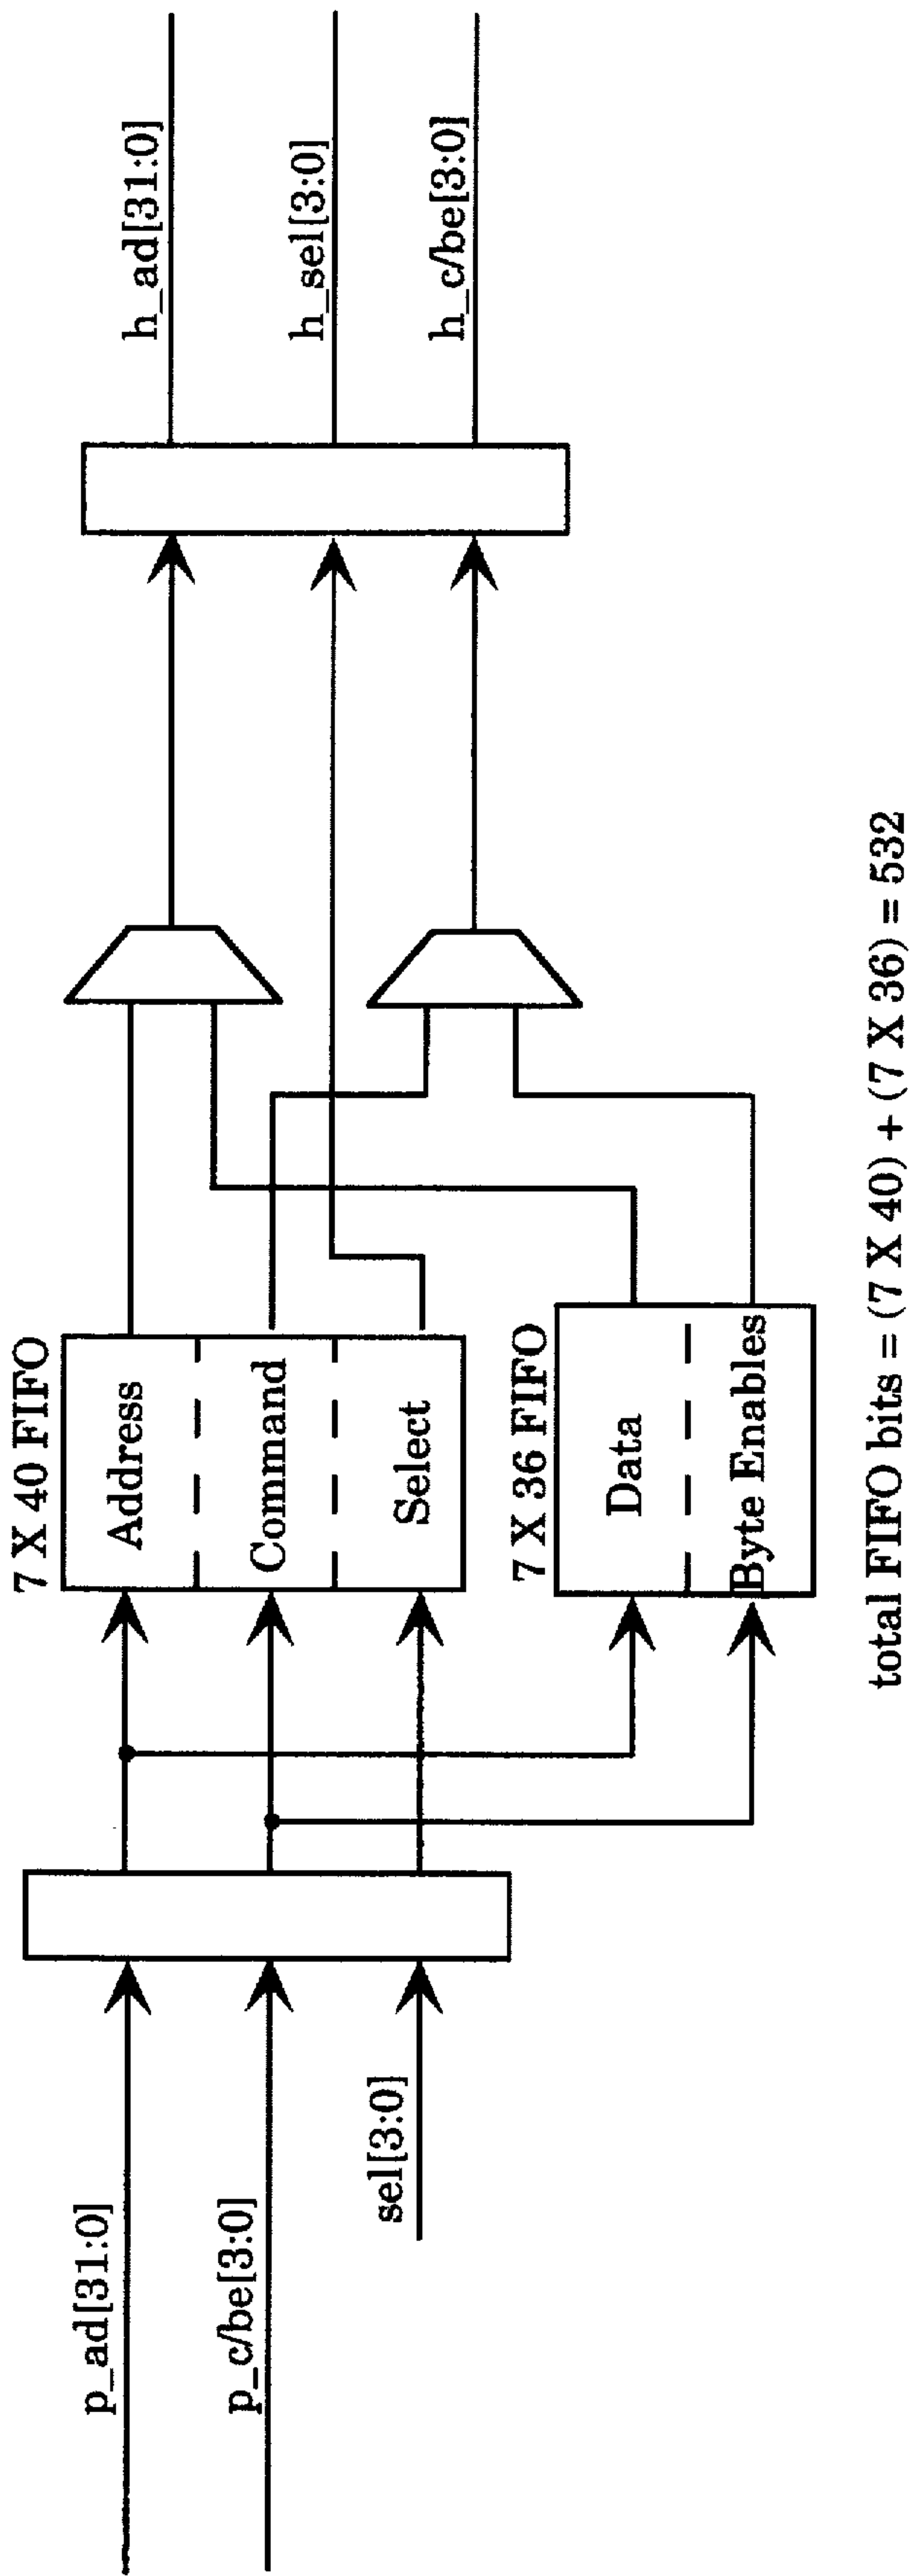 p_ad[31:0]
p_c/be[3:0]
sel[3:0]
7 X 40 FIFO
Address
Command
Select
7 X 36 FIFO
Data
Byte Enables
h_ad[31:0]
h_sel[3:0]
h_c/be[3:0]
total FIFO bits = (7 X 40) + (7 X 36) = 532